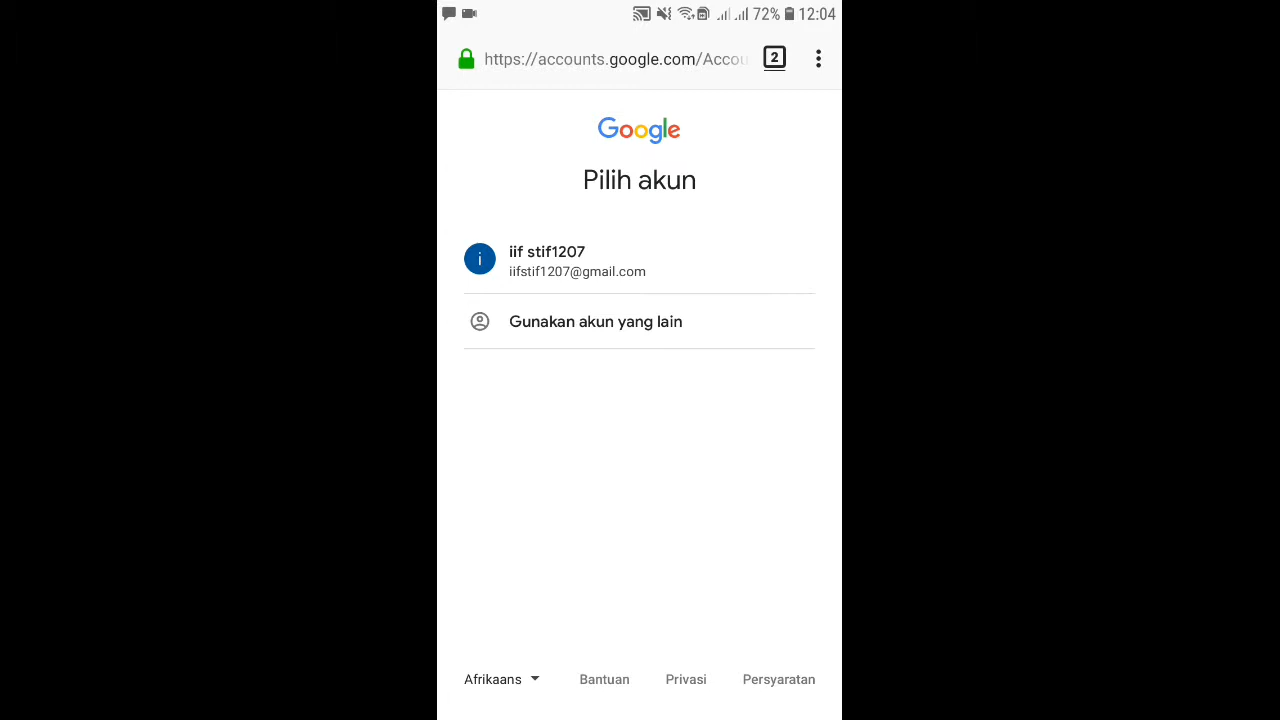 72% 12:04
https://accounts.google.com/Accou
2
Google
Pilih akun
i
iif stif1207
iifstif1207@gmail.com
Gunakan akun yang lain
Afrikaans
Bantuan
Privasi
Persyaratan